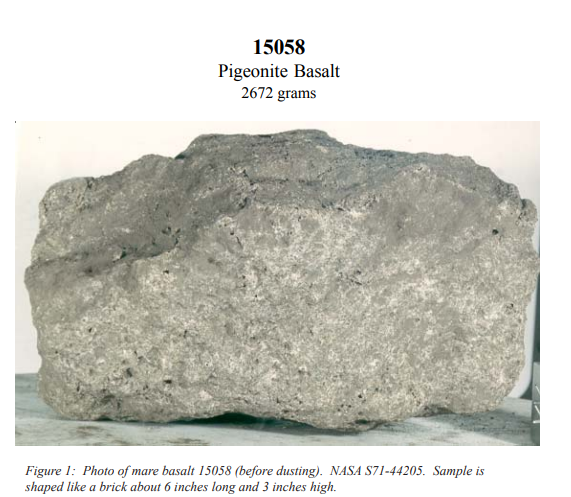 15058
Pigeonite Basalt
2672 grams
Figure 1:  Photo of mare basalt 15058 (before dusting).  NASA S71-44205.  Sample is
shaped like a brick about 6 inches long and 3 inches high.